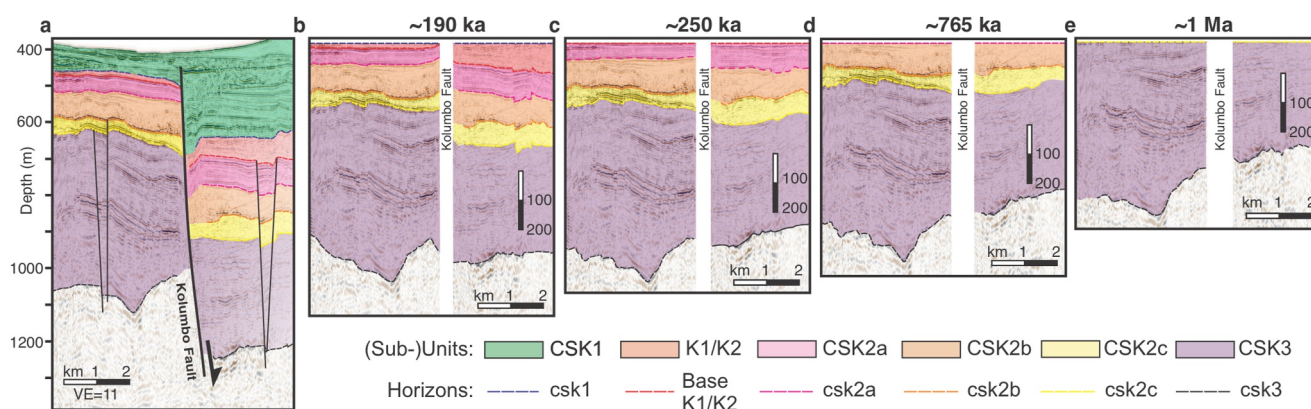 a
b
~190 ka
c
~250 ka
d
~765 ka
e
~1 Ma
400
600
Depth (m)
800
1000
1200
Kolumbo Fault
km 1 2
VE=11
Kolumbo Fault
100
200
km 1 2
Kolumbo Fault
100
200
km 1 2
Kolumbo Fault
100
200
km 1 2
Kolumbo Fault
100
200
km 1 2
(Sub-)Units: CSK1 K1/K2 CSK2a CSK2b CSK2c CSK3
Horizons: csk1 Base K1/K2 csk2a csk2b csk2c csk3